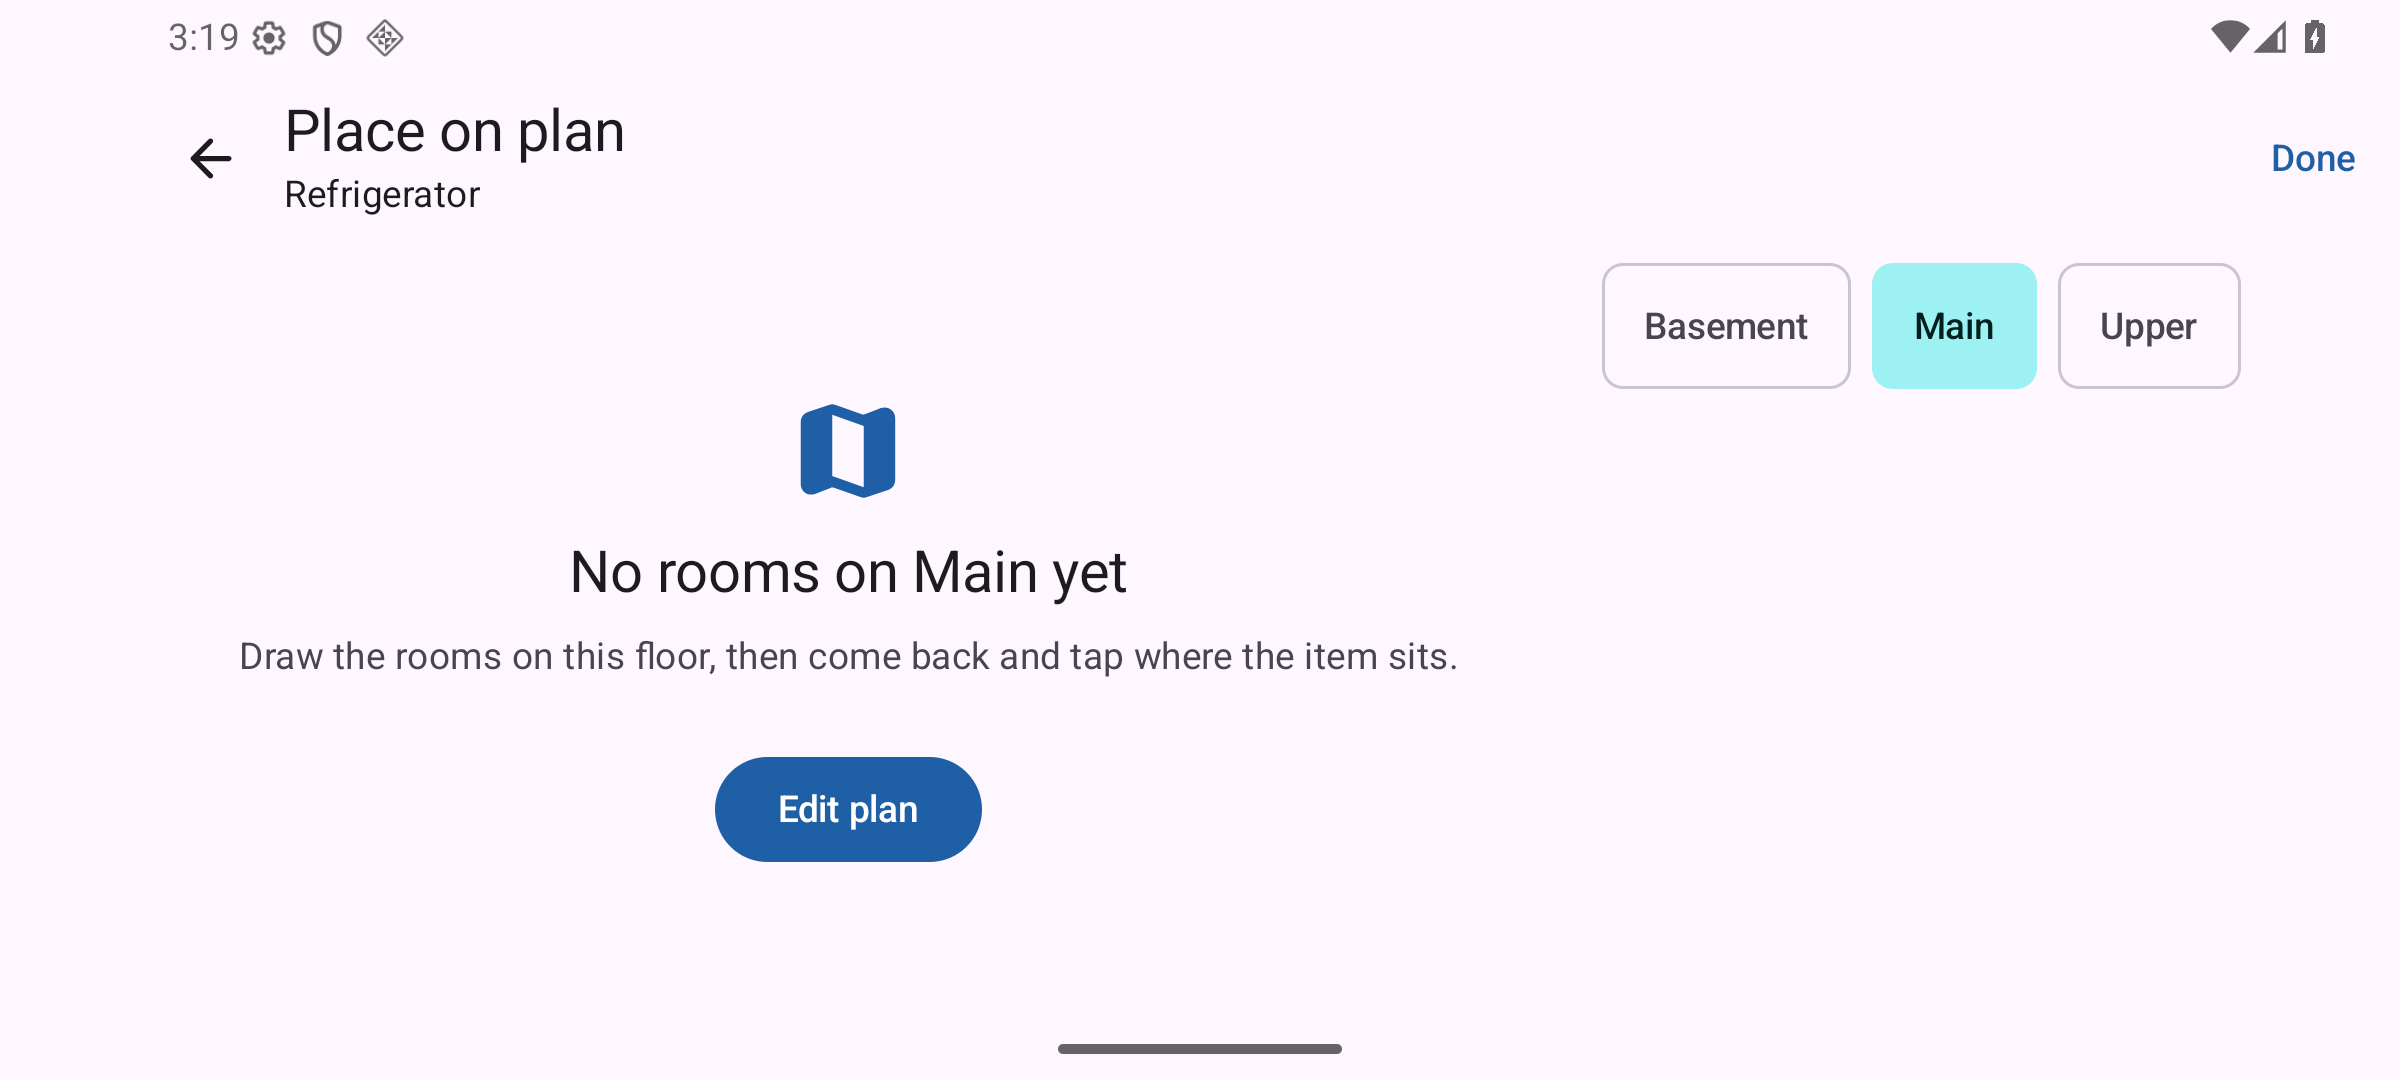 3:19
Place on plan
Refrigerator
Done
Basement
Main
Upper
No rooms on Main yet
Draw the rooms on this floor, then come back and tap where the item sits.
Edit plan